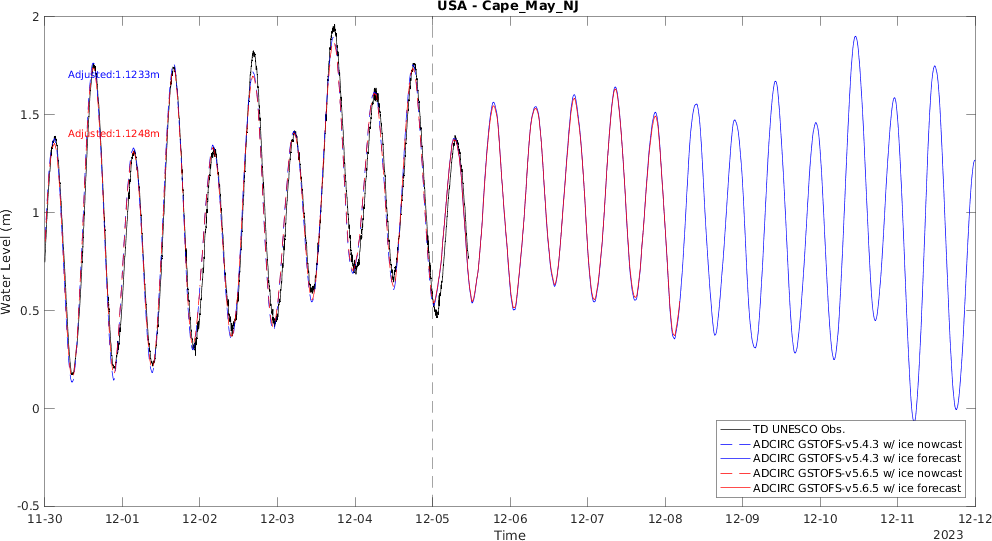 USA - Cape_May_NJ
2
1.5
1
0.5
0
-0.5
Water Level (m)
Adjusted:1.1233m
Adjusted:1.1248m
TD UNESCO Obs.
ADCIRC GSTOFS-v5.4.3 w/ ice nowcast
ADCIRC GSTOFS-v5.4.3 w/ ice forecast
ADCIRC GSTOFS-v5.6.5 w/ ice nowcast
ADCIRC GSTOFS-v5.6.5 w/ ice forecast
11-30 12-01 12-02 12-03 12-04 12-05 12-06 12-07 12-08 12-09 12-10 12-11 12-12
Time
2023